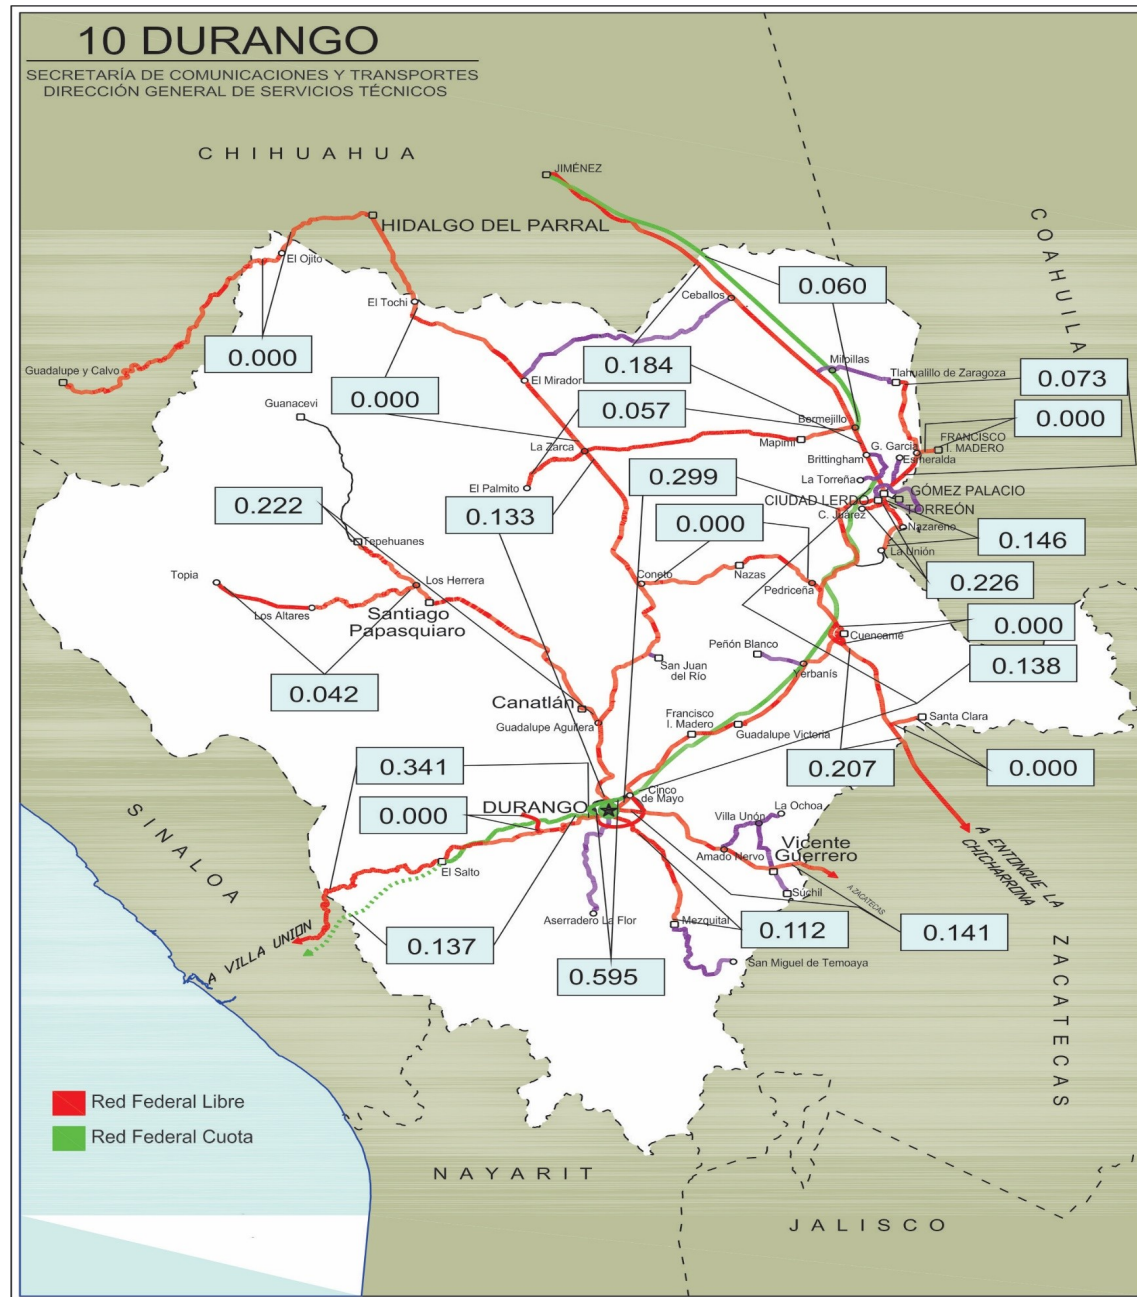 10 DURANGO
SECRETARÍA DE COMUNICACIONES Y TRANSPORTES
DIRECCIÓN GENERAL DE SERVICIOS TÉCNICOS
CHIHUAHUA
JIMÉNEZ
COAHUILA
HIDALGO DEL PARRAL
El Ojito
El Tochi
Ceballos
0.060
0.000
0.184
Milpillas
Guadalupe y Calvo
El Mirador
Tlahualilo de Zaragoza
0.073
0.000
0.057
Guanacevi
Bermejillo
0.000
La Zarca
Mapimí
G. Garcia
FRANCISCO
I. MADERO
Brittingham
Esmeralda
0.299
La Torreña
El Palmito
0.222
0.133
CIUDAD LERDO
GÓMEZ PALACIO
C. Juárez
TORREÓN
0.000
Nazareno
Tepehuanes
0.146
La Unión
Topia
Los Herrera
Coneto
Nazas
Pedriceña
0.226
Los Altares
Santiago
Papasquiaro
0.000
Cuencamé
Peñón Blanco
0.138
San Juan
del Río
Yerbanís
0.042
Canatlán
Guadalupe Aguilera
Francisco
I. Madero
Guadalupe Victoria
Santa Clara
0.341
0.207
0.000
DURANGO
Cinco
de Mayo
0.000
La Ochoa
Villa Unón
SINALOA
Vicente
Guerrero
Amado Nervo
A ENTONQUE LA
CHICHARRONA
El Salto
Súchil
A ZACATECAS
Aserradero La Flor
Mezquital
A VILLA UNION
0.137
0.112
0.141
0.595
San Miguel de Temoaya
ZACATECAS
Red Federal Libre
Red Federal Cuota
NAYARIT
JALISCO